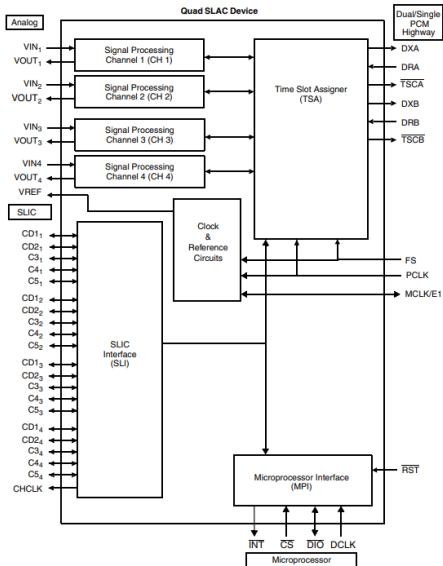 Quad SLAC Device
Analog
Dual/Single
PCM
Highway
VIN1
VOUT1
Signal Processing
Channel 1 (CH 1)
VIN2
VOUT2
Signal Processing
Channel 2 (CH 2)
VIN3
VOUT3
Signal Processing
Channel 3 (CH 3)
VIN4
VOUT4
Signal Processing
Channel 4 (CH 4)
VREF
Time Slot Assigner
(TSA)
DXA
DRA
TSCA
DXB
DRB
TSCB
SLIC
Clock
&
Reference
Circuits
FS
PCLK
MCLK/E1
CD11
CD21
C31
C41
C51
CD12
CD22
C32
C42
C52
CD13
CD23
C33
C43
C53
CD14
CD24
C34
C44
C54
CHCLK
SLIC
Interface
(SLI)
Microprocessor Interface
(MPI)
RST
INT CS DIO DCLK
Microprocessor